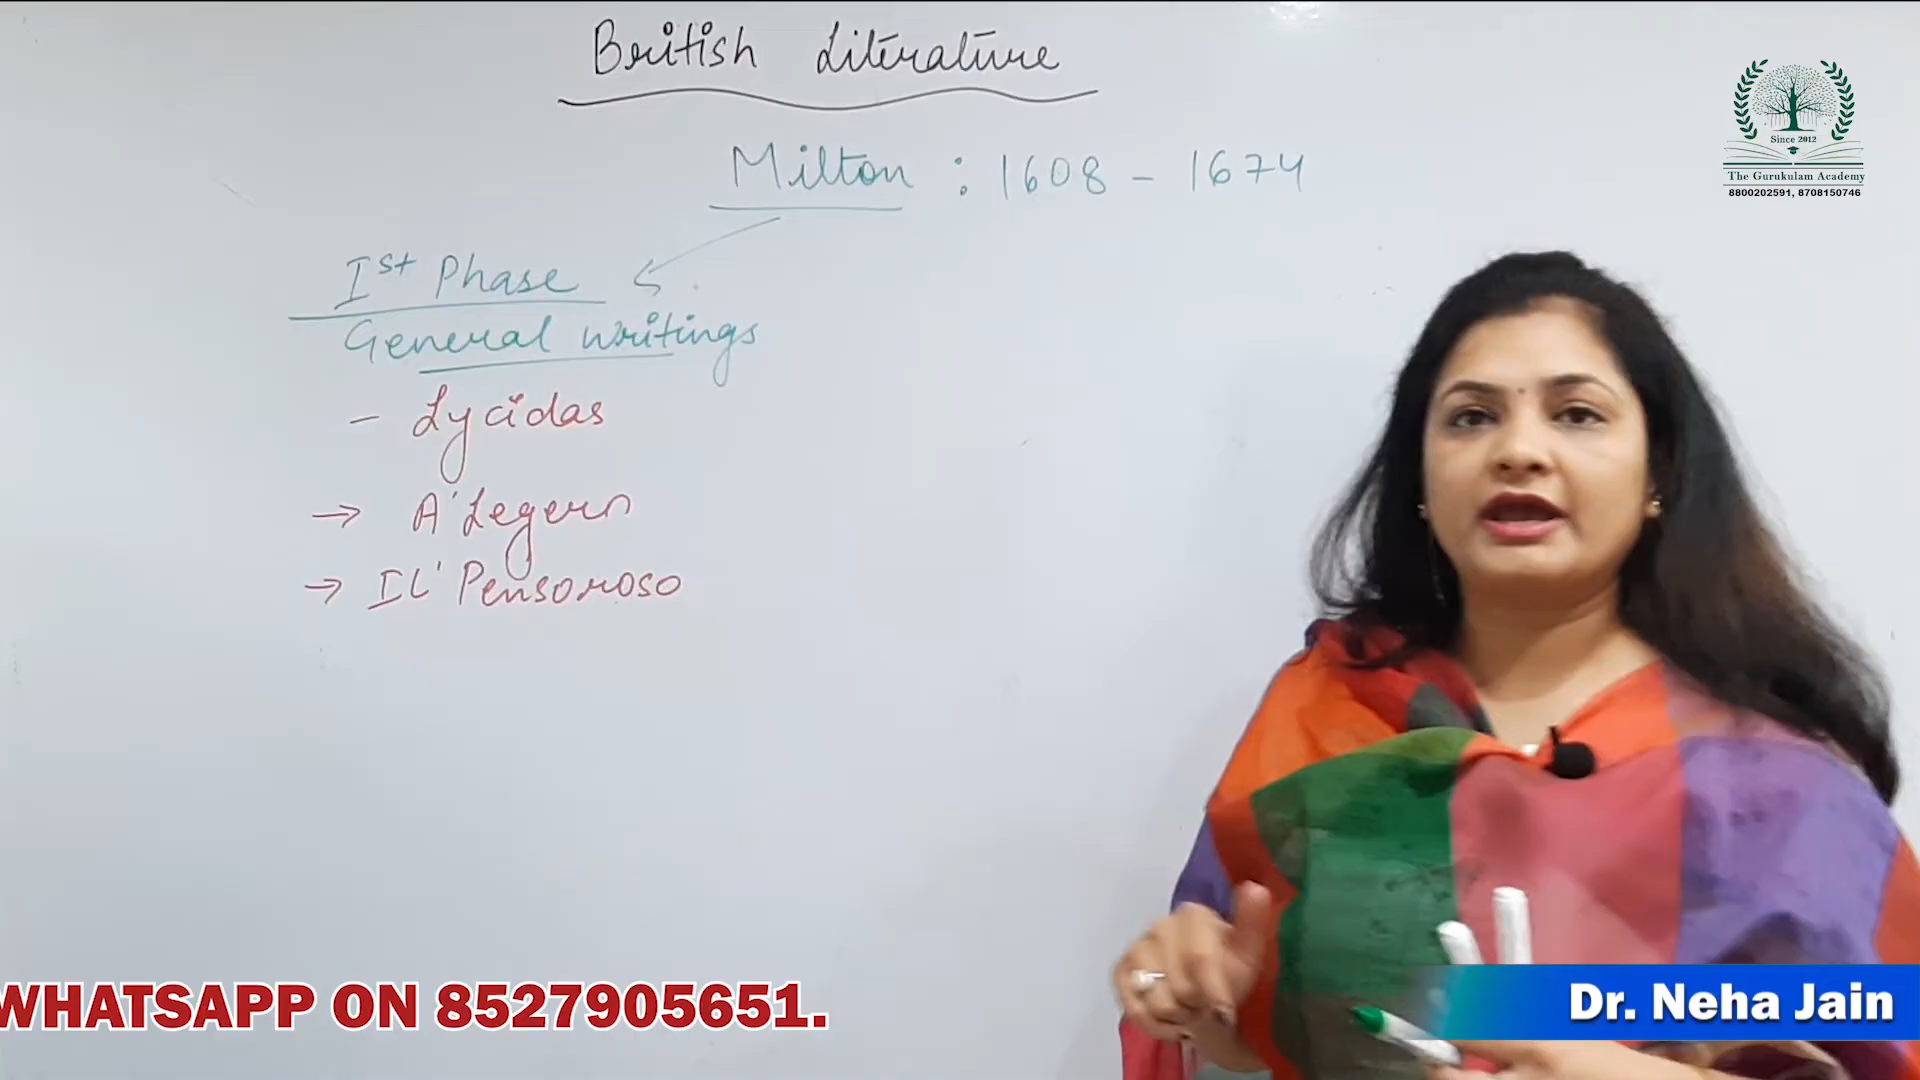 British Literature
Milton : 1608 - 1674
Ist Phase
General writings
- Lycidas
→ A'Legern
→ IL' Pensoroso
Since 2012
The Gurukulam Academy
8800202591, 8708150746
WHATSAPP ON 8527905651.
Dr. Neha Jain